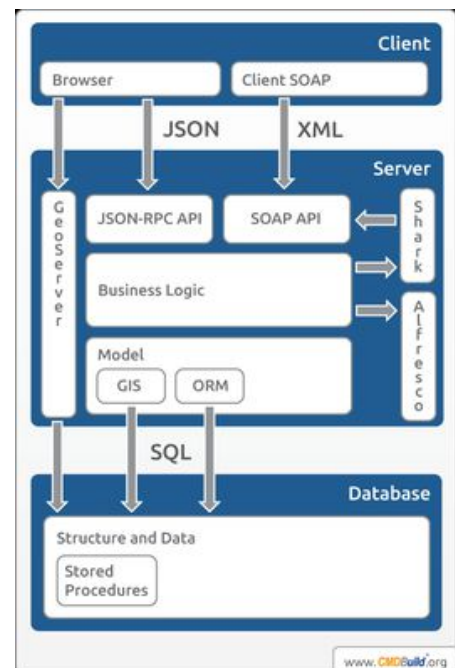 Client
Browser
Client SOAP
JSON
XML
Server
GeoServer
JSON-RPC API
SOAP API
Shark
Business Logic
Alfresco
Model
GIS
ORM
SQL
Database
Structure and Data
Stored
Procedures
www.CMDBuild.org